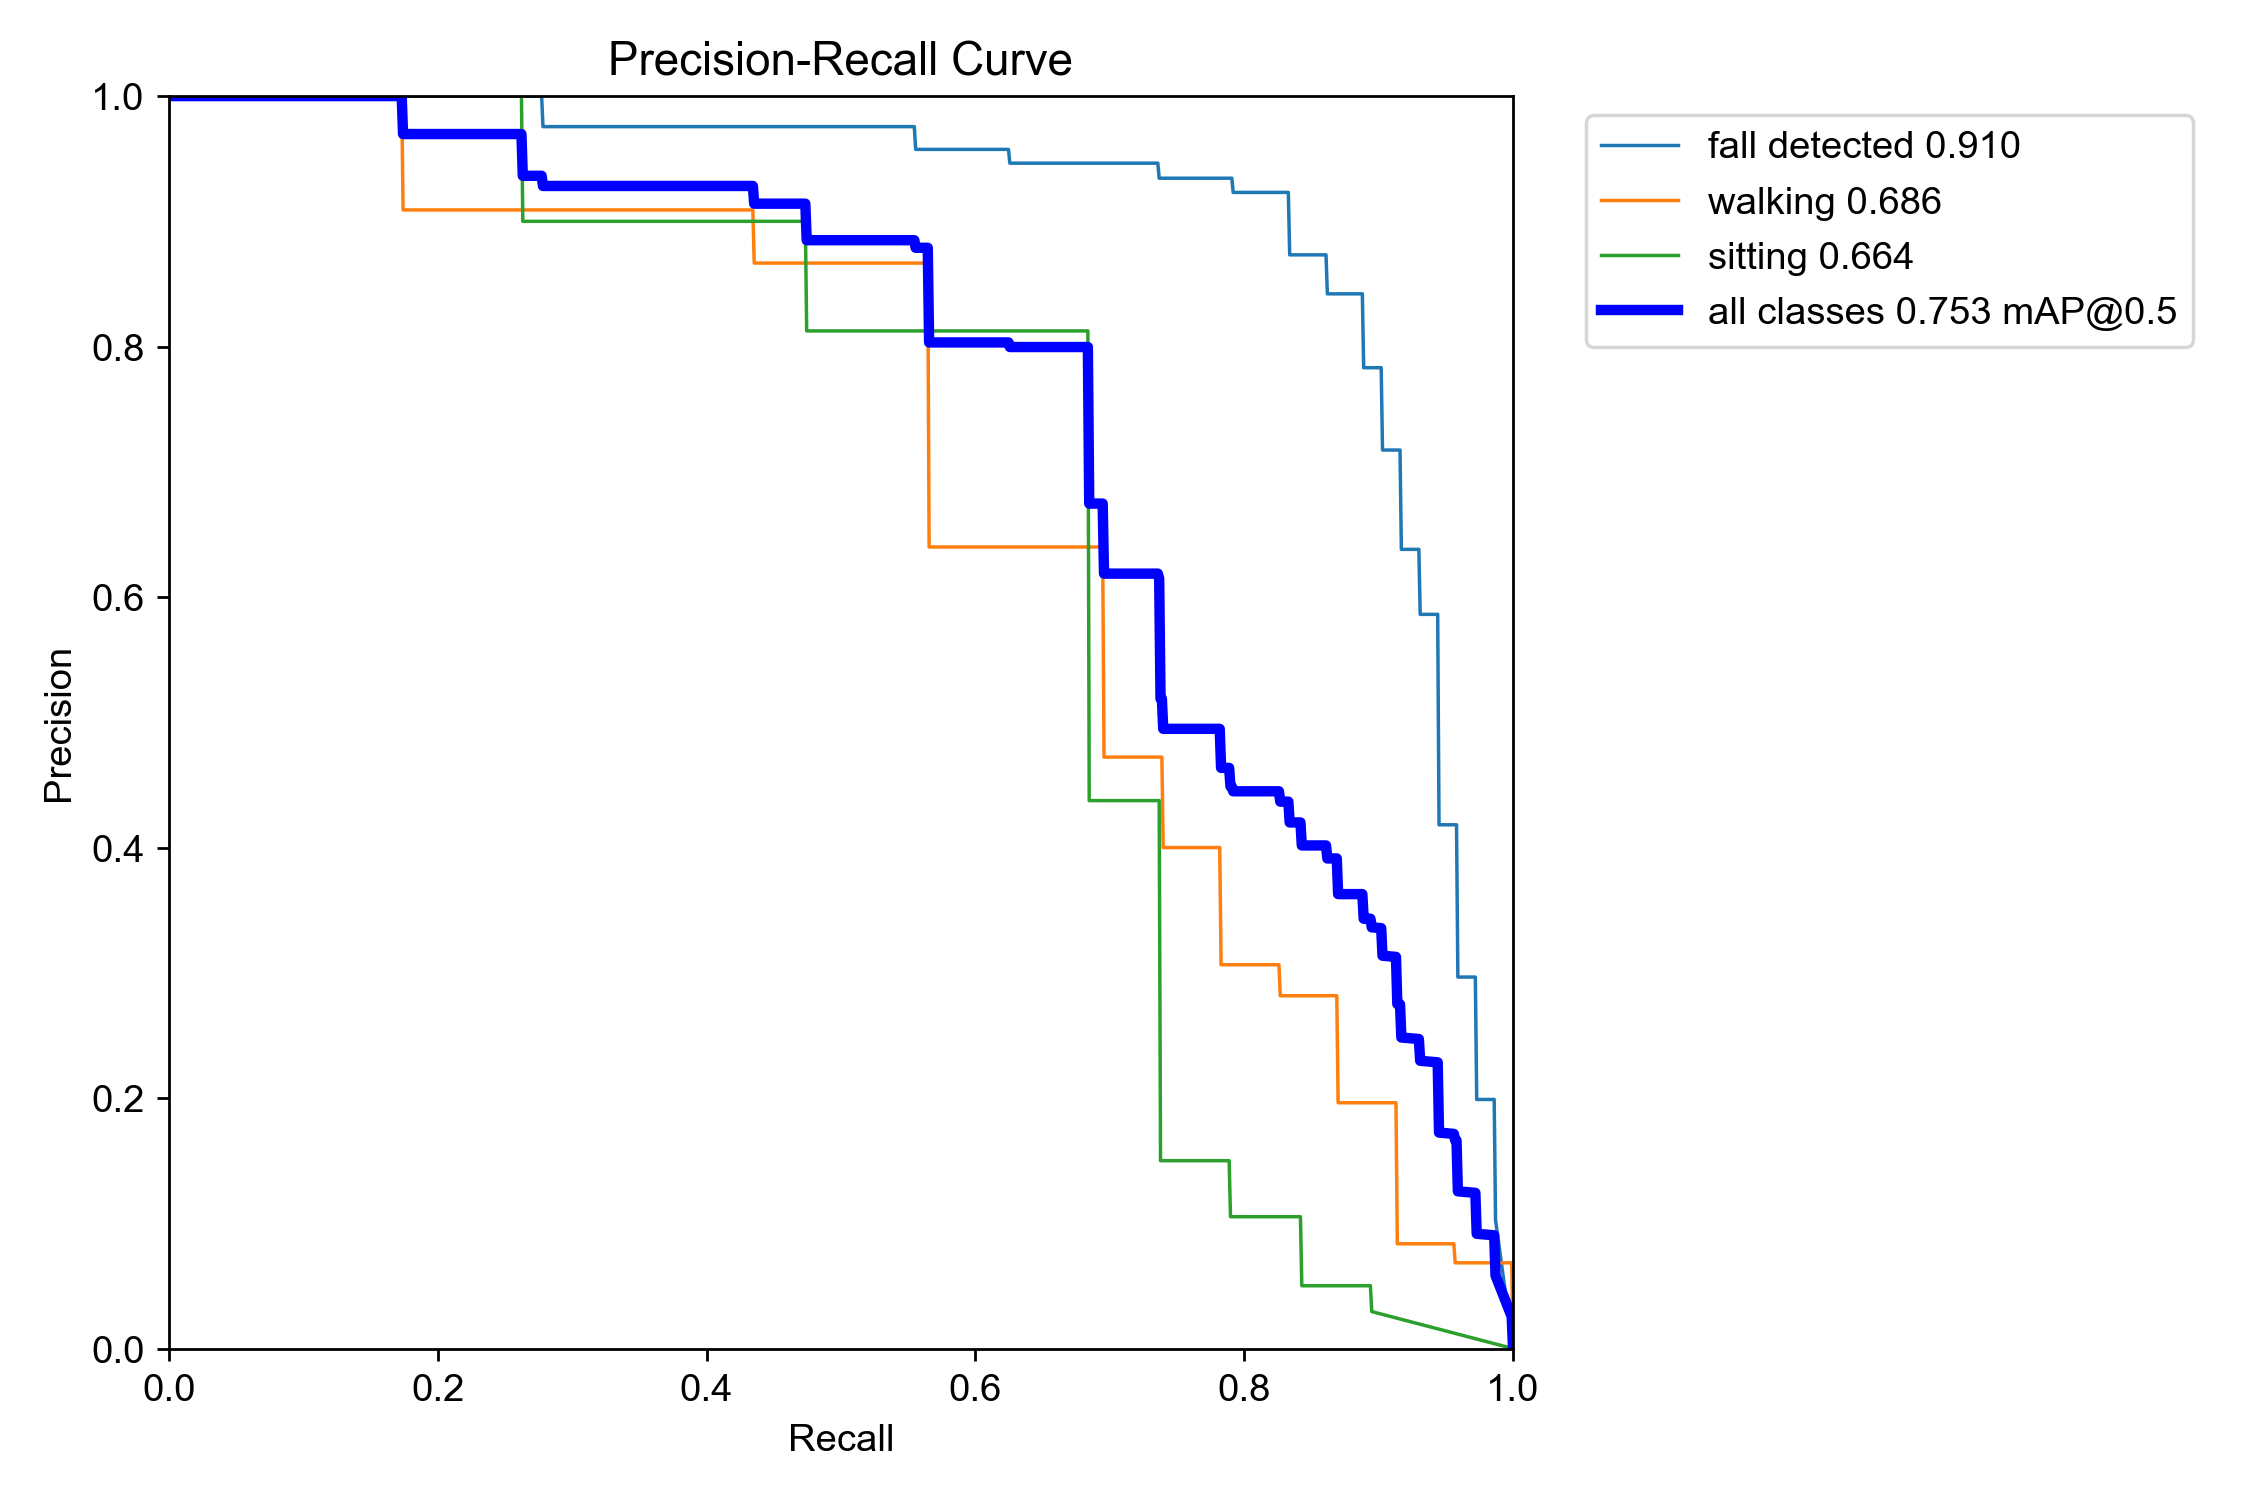 Precision-Recall Curve
1.0
0.8
0.6
0.4
0.2
0.0
Precision
0.0 0.2 0.4 0.6 0.8 1.0
Recall
fall detected 0.910
walking 0.686
sitting 0.664
all classes 0.753 mAP@0.5